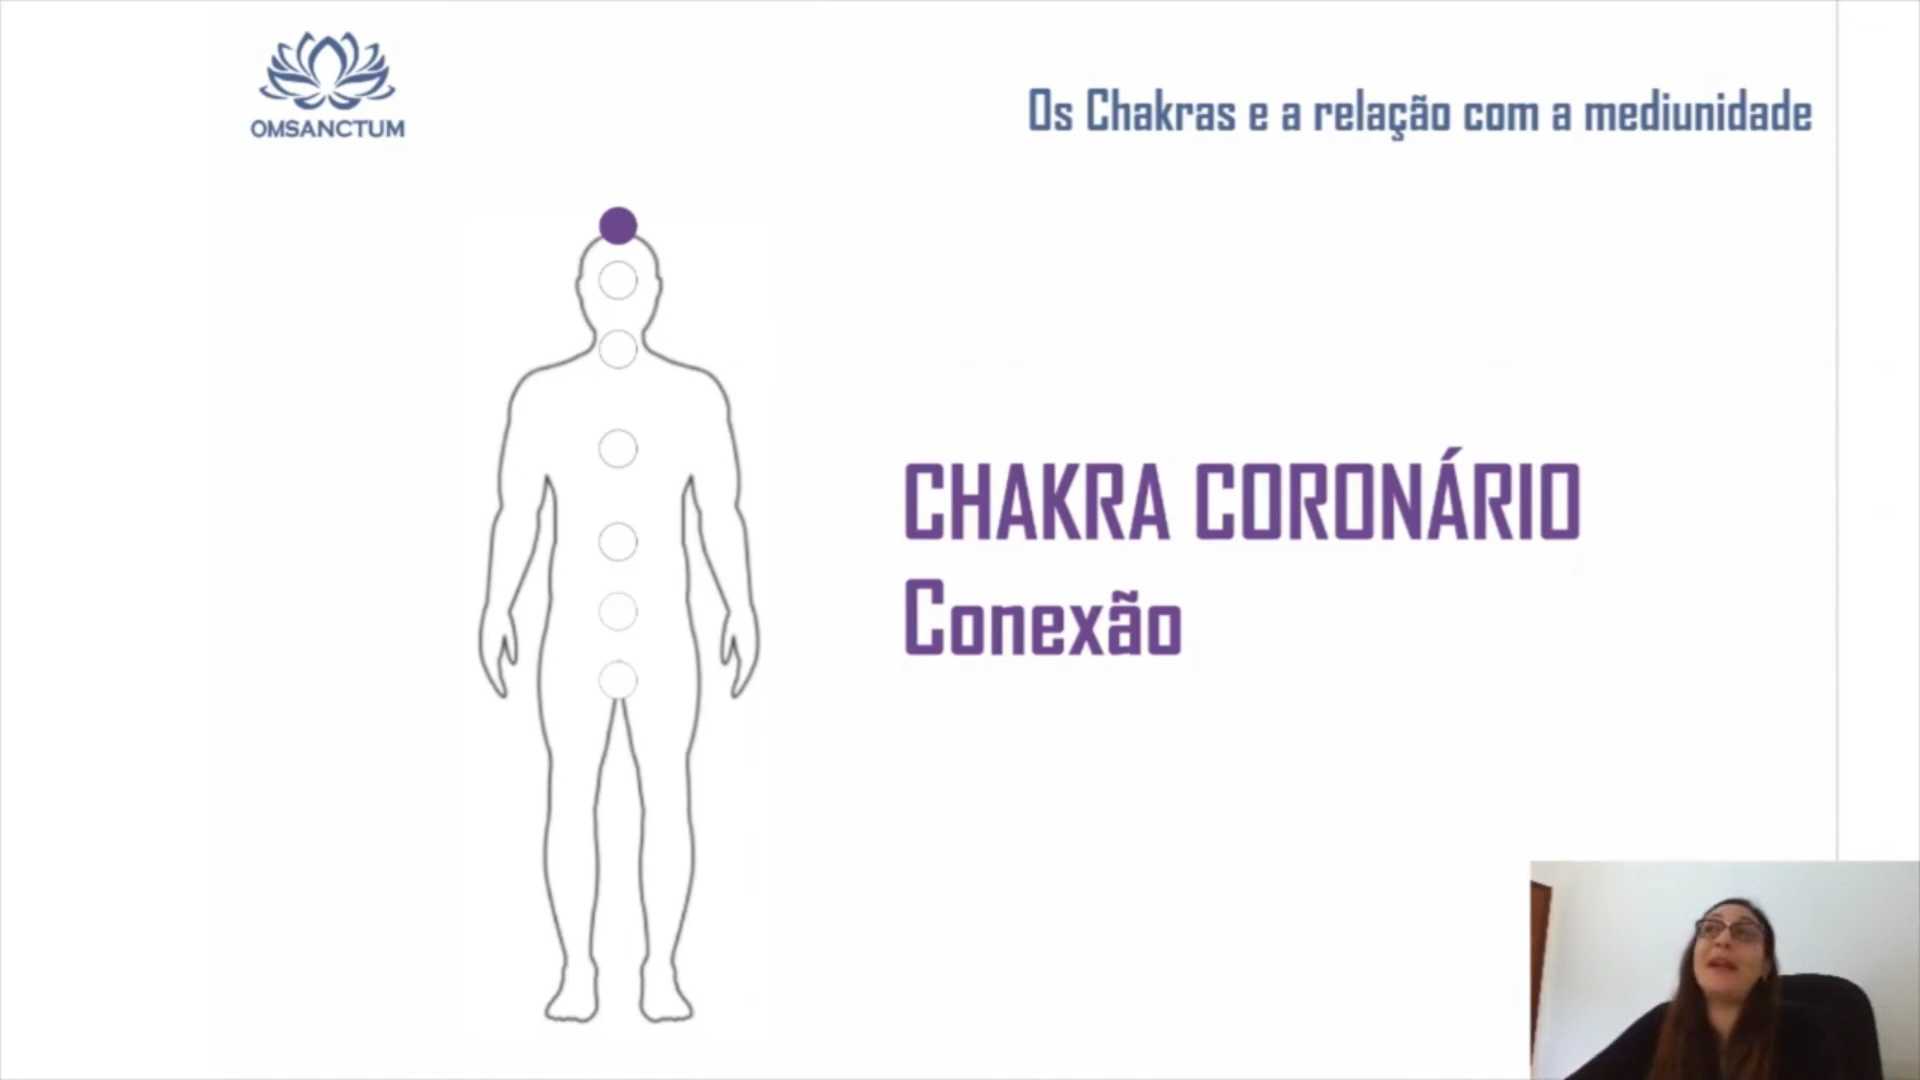 OMSANCTUM
Os Chakras e a relação com a mediunidade
CHAKRA CORONÁRIO
Conexão